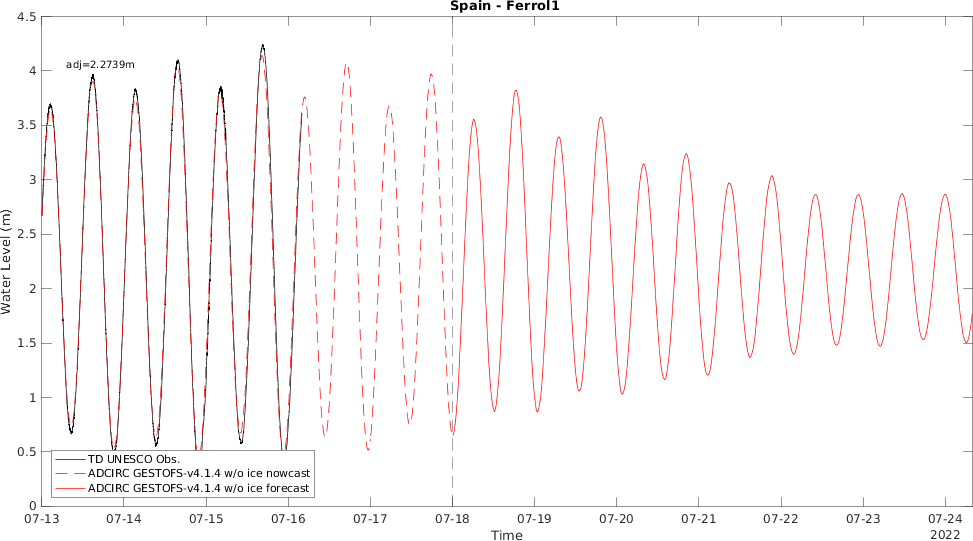 Spain - Ferrol1
4.5
4
3.5
3
2.5
2
1.5
1
0.5
0
Water Level (m)
adj=2.2739m
TD UNESCO Obs.
ADCIRC GESTOFS-v4.1.4 w/o ice nowcast
ADCIRC GESTOFS-v4.1.4 w/o ice forecast
07-13 07-14 07-15 07-16 07-17 07-18 07-19 07-20 07-21 07-22 07-23 07-24
Time
2022